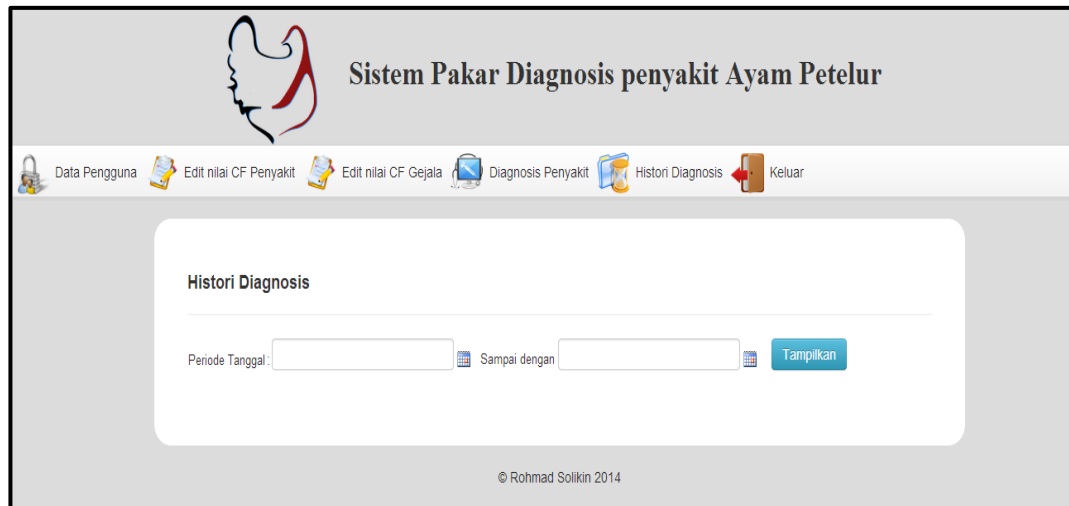 Sistem Pakar Diagnosis penyakit Ayam Petelur
Data Pengguna Edit nilai CF Penyakit Edit nilai CF Gejala Diagnosis Penyakit Histori Diagnosis Keluar
Histori Diagnosis
Periode Tanggal : Sampai dengan Tampilkan
© Rohmad Solikin 2014